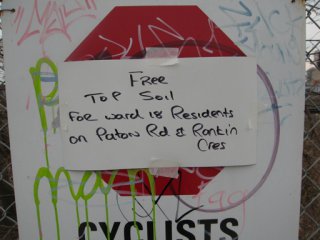 Free
Top Soil
For ward 18 Residents
on Paton Rd & Rankin
Cres
CYCLISTS